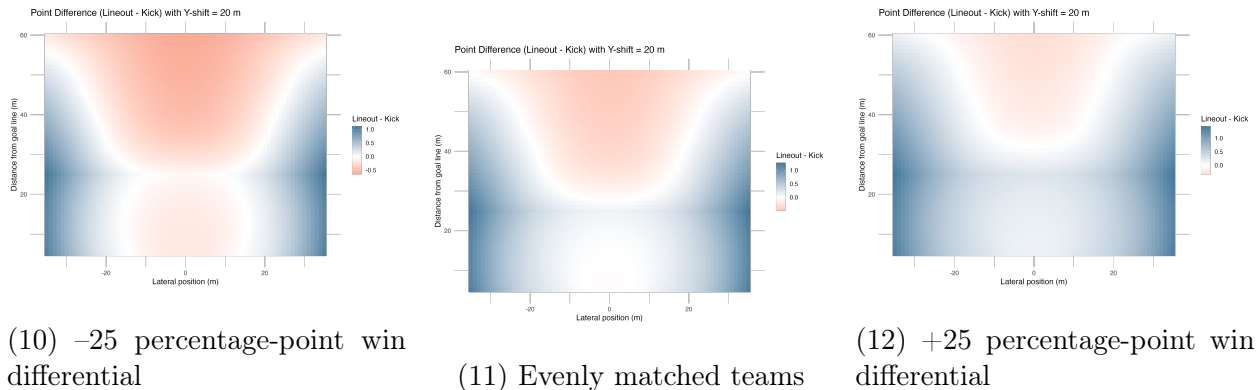 Point Difference (Lineout - Kick) with Y-shift = 20 m
60
40
20
Distance from goal line (m)
-20
0
20
Lateral position (m)
Lineout - Kick
1.0
0.5
0.0
-0.5
(10) –25 percentage-point win
differential
Point Difference (Lineout - Kick) with Y-shift = 20 m
60
40
20
Distance from goal line (m)
-20
0
20
Lateral position (m)
Lineout - Kick
1.0
0.5
0.0
(11) Evenly matched teams
Point Difference (Lineout - Kick) with Y-shift = 20 m
60
40
20
Distance from goal line (m)
-20
0
20
Lateral position (m)
Lineout - Kick
1.0
0.5
0.0
(12) +25 percentage-point win
differential